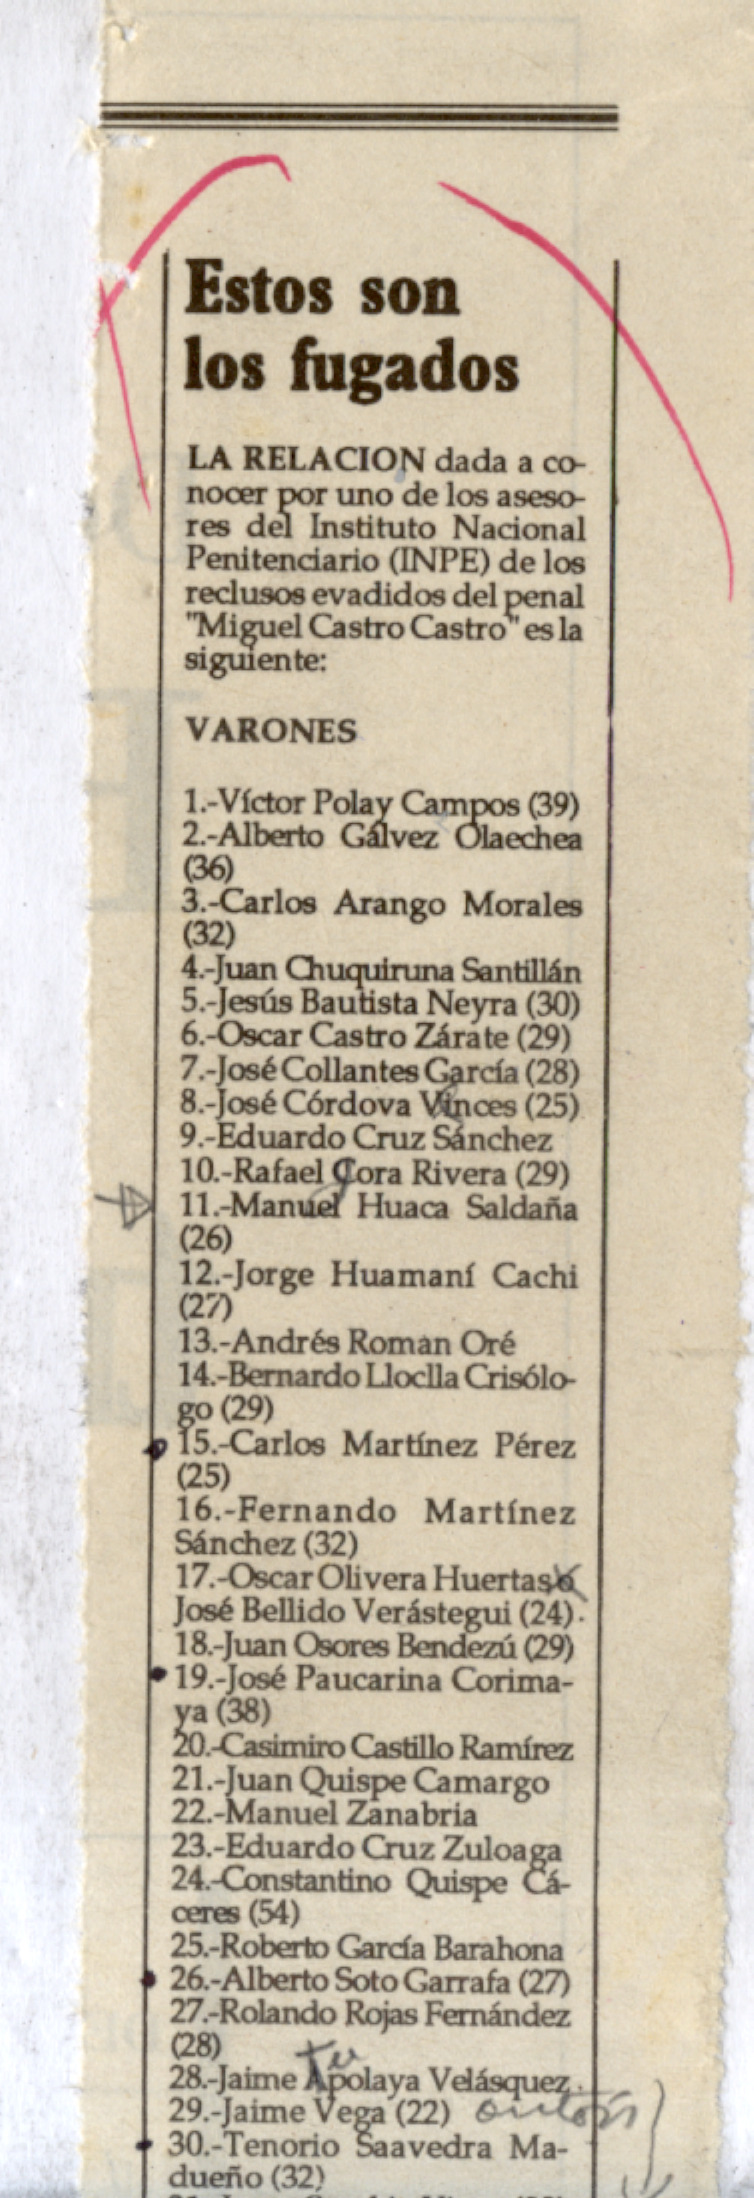 Estos son
los fugados
LA RELACION dada a co-
nocer por uno de los aseso-
res del Instituto Nacional
Penitenciario (INPE) de los
reclusos evadidos del penal
"Miguel Castro Castro" es la
siguiente:
VARONES
1.-Víctor Polay Campos (39)
2.-Alberto Gálvez Olaechea
(36)
3.-Carlos Arango Morales
(32)
4.-Juan Chuquiruna Santillán
5.-Jesús Bautista Neyra (30)
6.-Oscar Castro Zárate (29)
7.-José Collantes García (28)
8.-José Córdova Vinces (25)
9.-Eduardo Cruz Sánchez
10.-Rafael Cora Rivera (29)
11.-Manuel Huaca Saldaña
(26)
12.-Jorge Huamaní Cachi
(27)
13.-Andrés Roman Oré
14.-Bernardo Lloclla Crisólo-
go (29)
15.-Carlos Martínez Pérez
(25)
16.-Fernando Martínez
Sánchez (32)
17.-Oscar Olivera Huertas o
José Bellido Verástegui (24)
18.-Juan Osores Bendezú (29)
19.-José Paucarina Corima-
ya (38)
20.-Casimiro Castillo Ramírez
21.-Juan Quispe Camargo
22.-Manuel Zanabria
23.-Eduardo Cruz Zuloaga
24.-Constantino Quispe Cá-
ceres (54)
25.-Roberto García Barahona
26.-Alberto Soto Garrafa (27)
27.-Rolando Rojas Fernández
(28)
28.-Jaime Apolaya Velásquez
29.-Jaime Vega (22)
30.-Tenorio Saavedra Ma-
dueño (32)